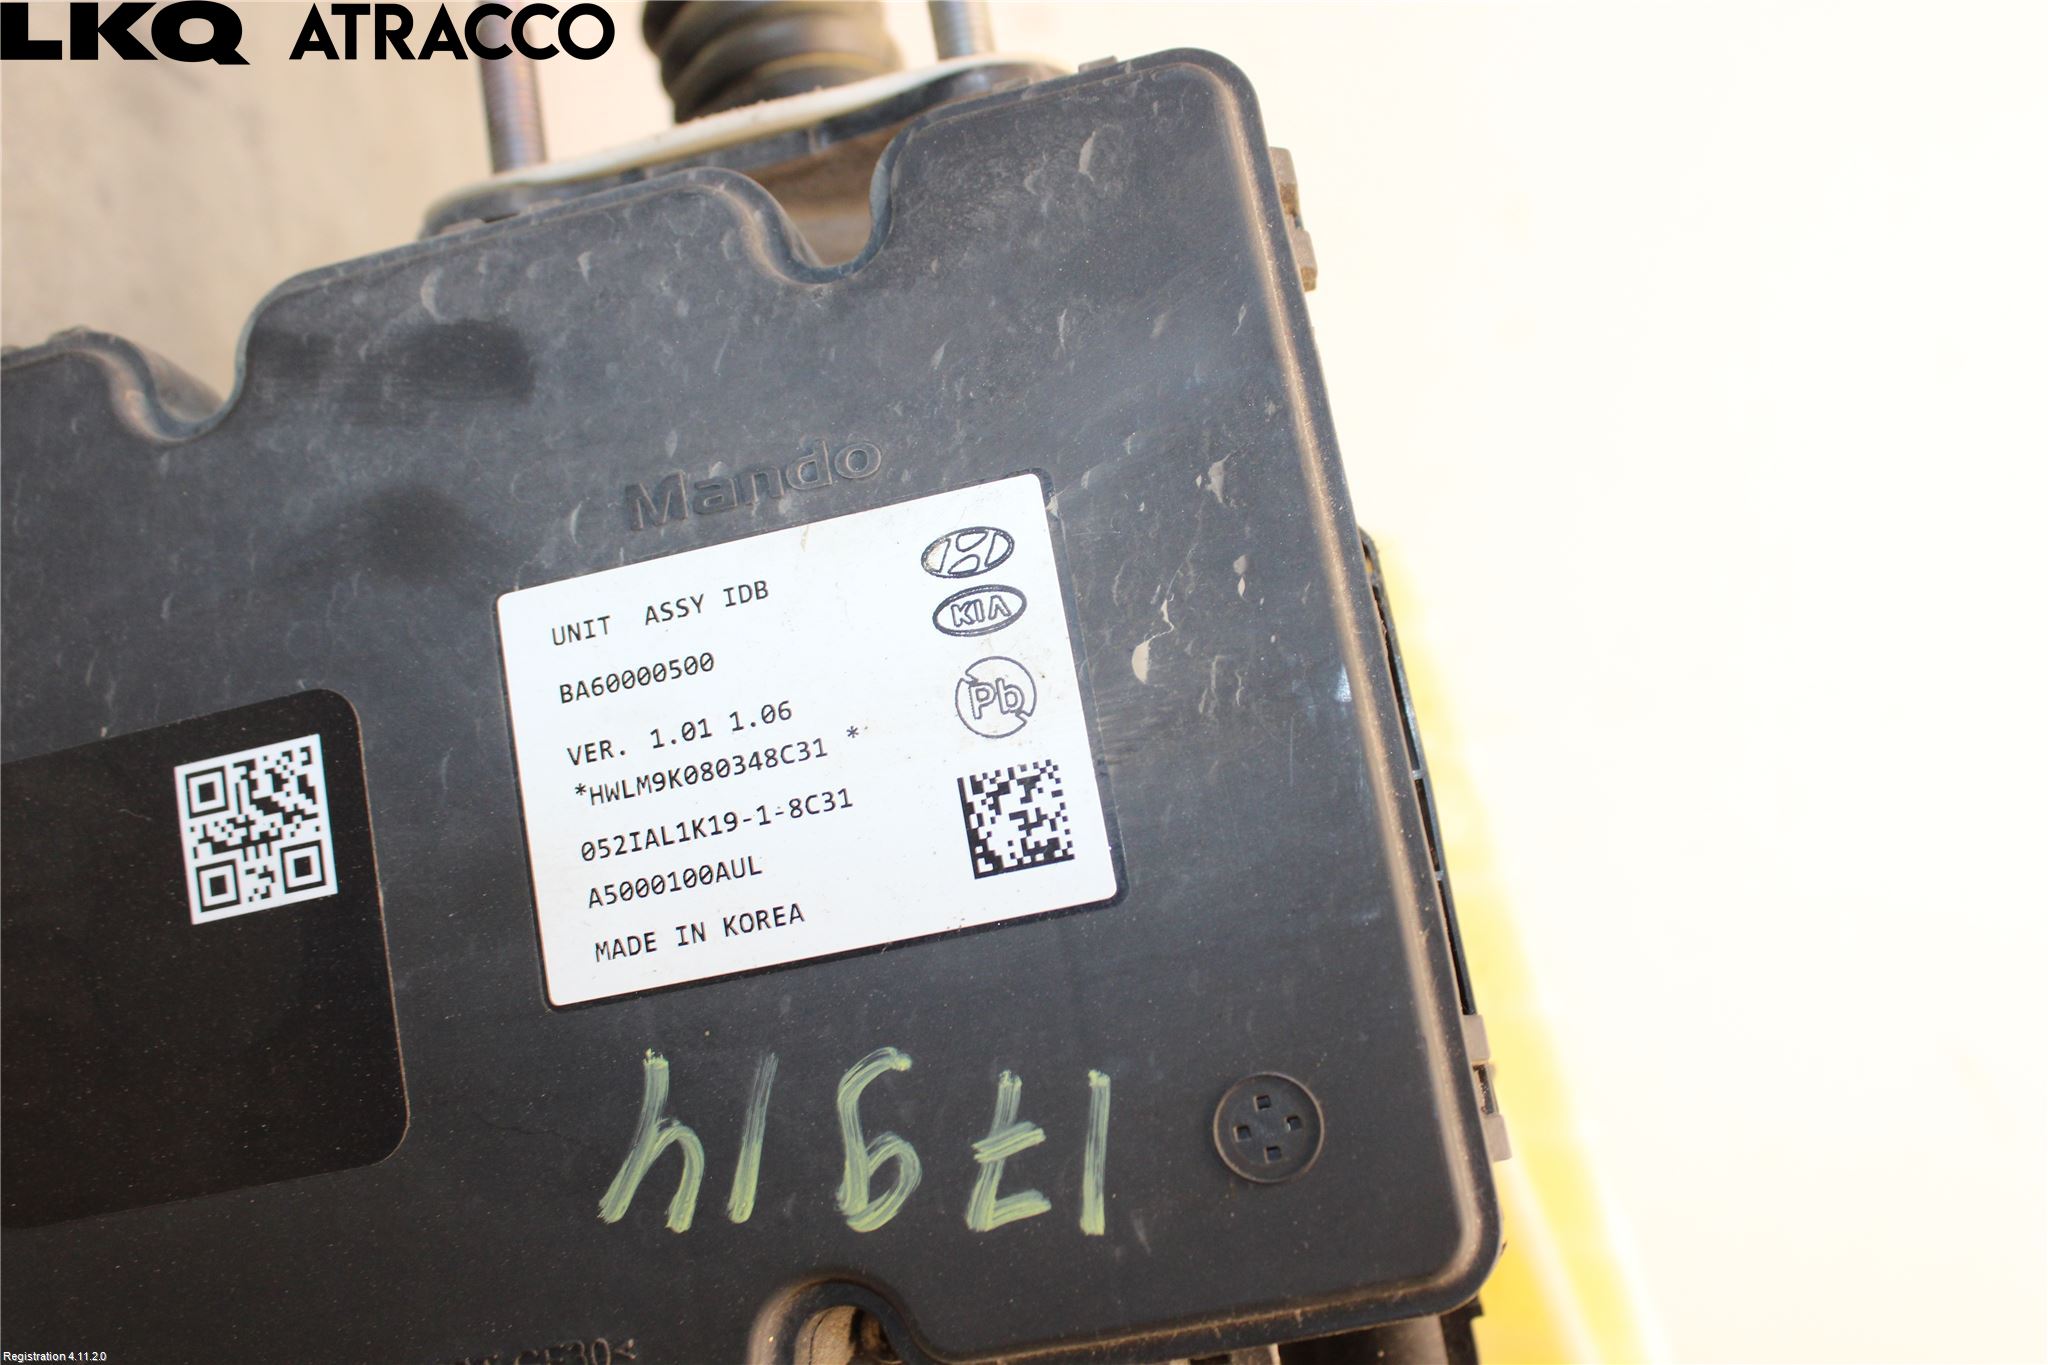 LKQ ATRACCO
Mando
UNIT ASSY IDB
BA60000500
KIA
VER. 1.01 1.06
Pb
*HWLM9K080348C31 *
052IAL1K19-1-8C31
A5000100AUL
MADE IN KOREA
17914
Registration 4.11.2.0